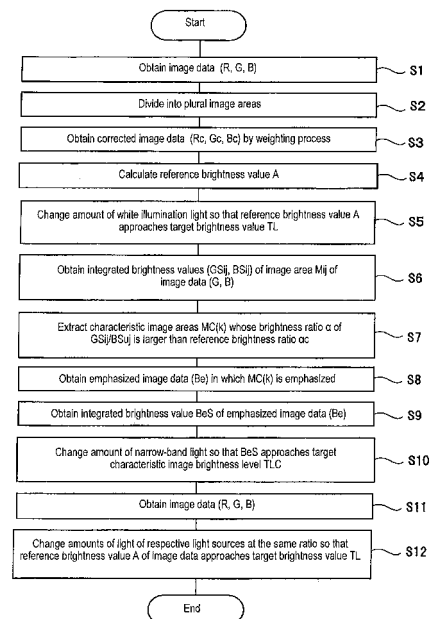 Start
Obtain image data (R, G, B)
S1
Divide into plural image areas
S2
Obtain corrected image data (Rc, Gc, Bc) by weighting process
S3
Calculate reference brightness value A
S4
Change amount of white illumination light so that reference brightness value A
approaches target brightness value TL
S5
Obtain integrated brightness values (GSij, BSij) of image area Mij of
image data (G, B)
S6
Extract characteristic image areas MC(k) whose brightness ratio α of
GSij/BSuj is larger than reference brightness ratio αc
S7
Obtain emphasized image data (Be) in which MC(k) is emphasized
S8
Obtain integrated brightness value BeS of emphasized image data (Be)
S9
Change amount of narrow-band light so that BeS approaches target
characteristic image brightness level TLC
S10
Obtain image data (R, G, B)
S11
Change amounts of light of respective light sources at the same ratio so that
reference brightness value A of image data approaches target brightness value TL
S12
End